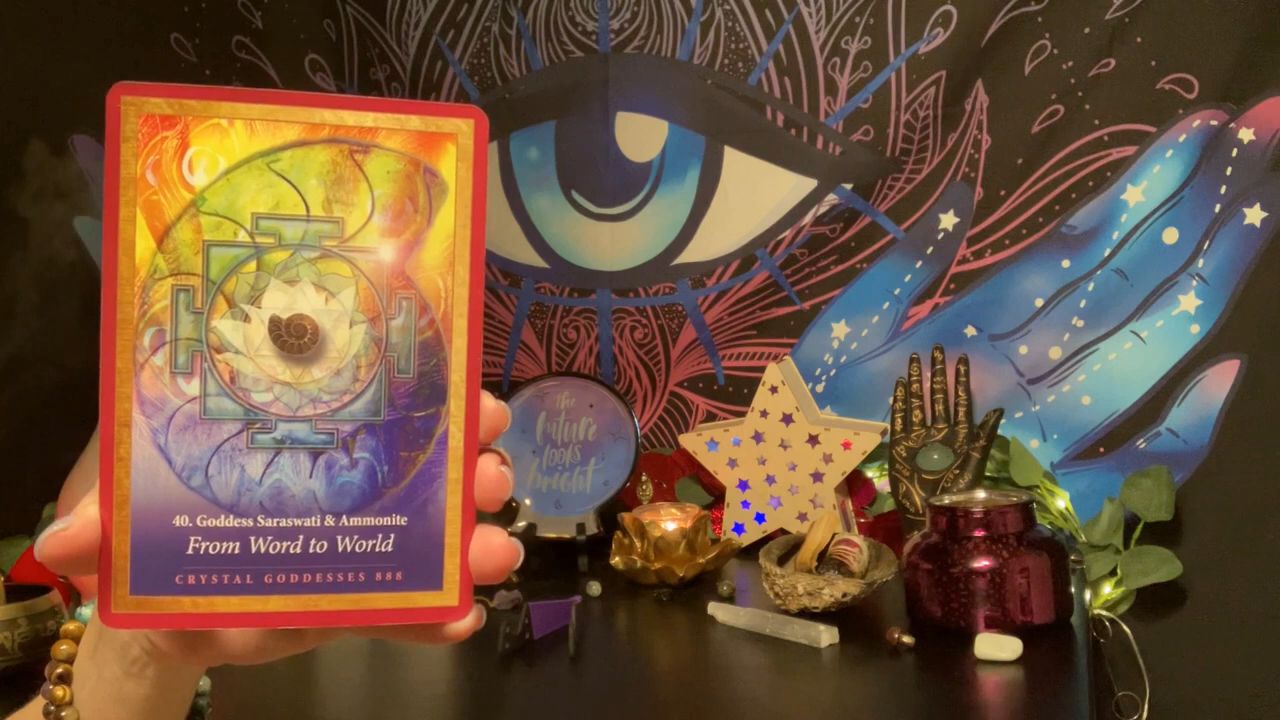 40. Goddess Saraswati & Ammonite
From Word to World
CRYSTAL GODDESSES 888
the
future
looks
bright